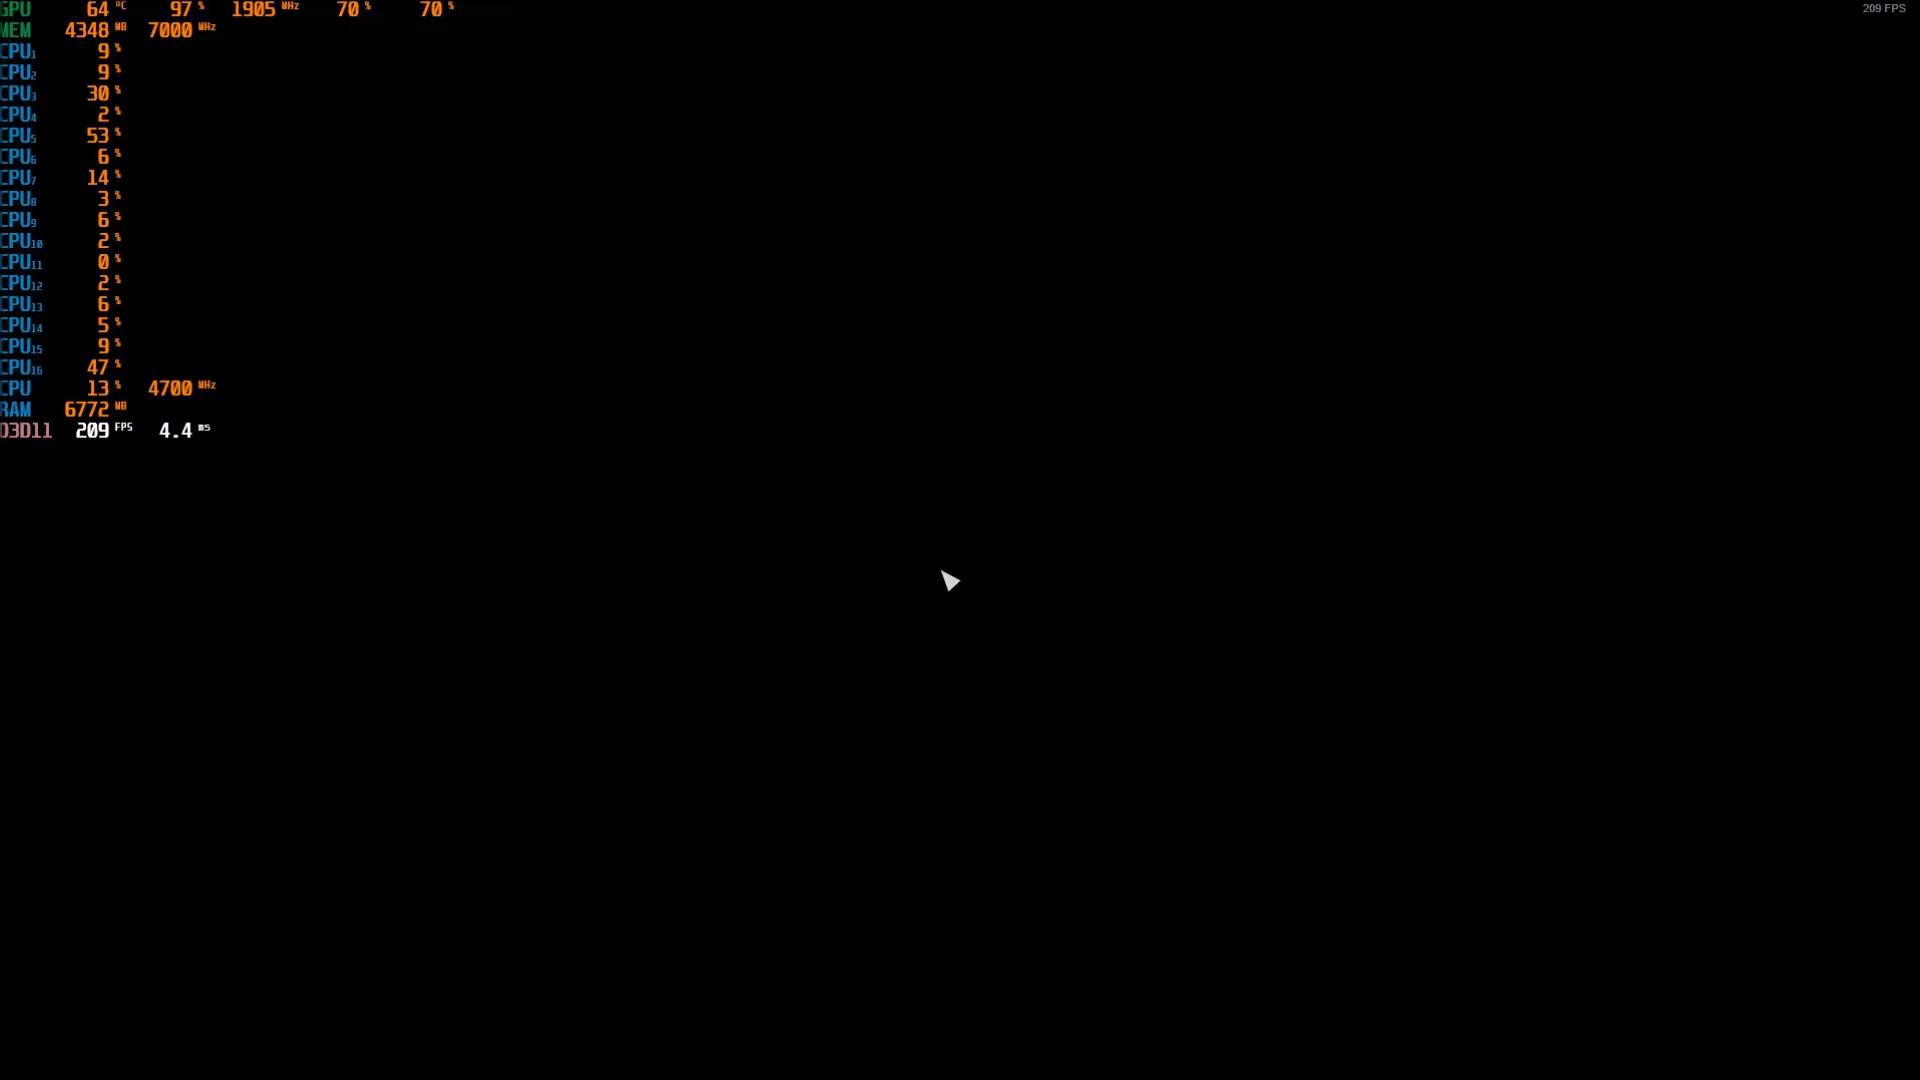 GPU 64 °C 97 % 1905 MHz 70 % 70 %
209 FPS
MEM 4348 MB 7000 MHz
CPU1 9 %
CPU2 9 %
CPU3 30 %
CPU4 2 %
CPU5 53 %
CPU6 6 %
CPU7 14 %
CPU8 3 %
CPU9 6 %
CPU10 2 %
CPU11 0 %
CPU12 2 %
CPU13 6 %
CPU14 5 %
CPU15 9 %
CPU16 47 %
CPU 13 % 4700 MHz
RAM 6772 MB
D3D11 209 FPS 4.4 ms